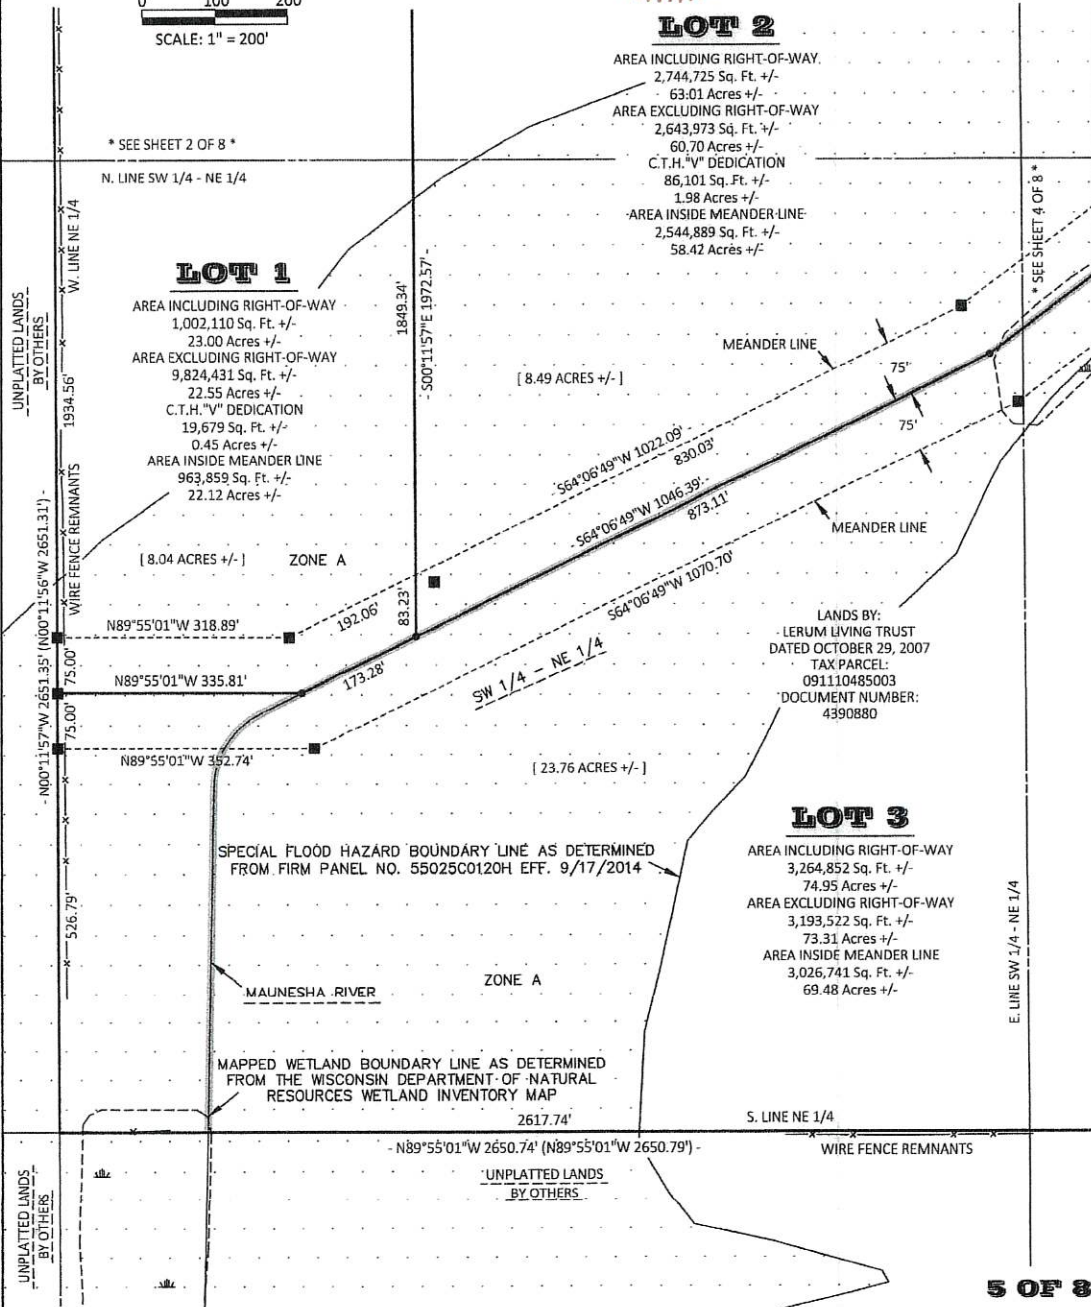 0 100 200
SCALE: 1" = 200'
LOT 2
AREA INCLUDING RIGHT-OF-WAY
2,744,725 Sq. Ft. +/-
63.01 Acres +/-
AREA EXCLUDING RIGHT-OF-WAY
2,643,973 Sq. Ft. +/-
60.70 Acres +/-
C.T.H."V" DEDICATION
86,101 Sq. Ft. +/-
1.98 Acres +/-
AREA INSIDE MEANDER LINE
2,544,889 Sq. Ft. +/-
58.42 Acres +/-
* SEE SHEET 2 OF 8 *
N. LINE SW 1/4 - NE 1/4
W. LINE NE 1/4
* SEE SHEET 4 OF 8 *
LOT 1
AREA INCLUDING RIGHT-OF-WAY
1,002,110 Sq. Ft. +/-
23.00 Acres +/-
AREA EXCLUDING RIGHT-OF-WAY
9,824,431 Sq. Ft. +/-
22.55 Acres +/-
C.T.H."V" DEDICATION
19,679 Sq. Ft. +/-
0.45 Acres +/-
AREA INSIDE MEANDER LINE
963,859 Sq. Ft. +/-
22.12 Acres +/-
UNPLATTED LANDS
BY OTHERS
1934.56'
WIRE FENCE REMNANTS
1849.34'
- S00°11'57"E 1972.57' -
[ 8.49 ACRES +/- ]
MEANDER LINE
75'
75'
- S64°06'49"W 1022.09' -
830.03'
- S64°06'49"W 1046.39' -
873.11'
S64°06'49"W 1070.70'
MEANDER LINE
[ 8.04 ACRES +/- ]
ZONE A
N89°55'01"W 318.89'
192.06'
83.23'
75.00'
N89°55'01"W 335.81'
173.28'
75.00'
N89°55'01"W 352.74'
- N00°11'57"W 2651.35' (N00°11'56"W 2651.31') -
SW 1/4 - NE 1/4
LANDS BY:
LERUM LIVING TRUST
DATED OCTOBER 29, 2007
TAX PARCEL:
091110485003
DOCUMENT NUMBER:
4390880
[ 23.76 ACRES +/- ]
LOT 3
AREA INCLUDING RIGHT-OF-WAY
3,264,852 Sq. Ft. +/-
74.95 Acres +/-
AREA EXCLUDING RIGHT-OF-WAY
3,193,522 Sq. Ft. +/-
73.31 Acres +/-
AREA INSIDE MEANDER LINE
3,026,741 Sq. Ft. +/-
69.48 Acres +/-
SPECIAL FLOOD HAZARD BOUNDARY LINE AS DETERMINED
FROM FIRM PANEL NO. 55025C0120H EFF. 9/17/2014
526.79'
E. LINE SW 1/4 - NE 1/4
ZONE A
MAUNESHA RIVER
MAPPED WETLAND BOUNDARY LINE AS DETERMINED
FROM THE WISCONSIN DEPARTMENT OF NATURAL
RESOURCES WETLAND INVENTORY MAP
2617.74'
S. LINE NE 1/4
- N89°55'01"W 2650.74' (N89°55'01"W 2650.79') -
WIRE FENCE REMNANTS
UNPLATTED LANDS
BY OTHERS
UNPLATTED LANDS
BY OTHERS
5 OF 8